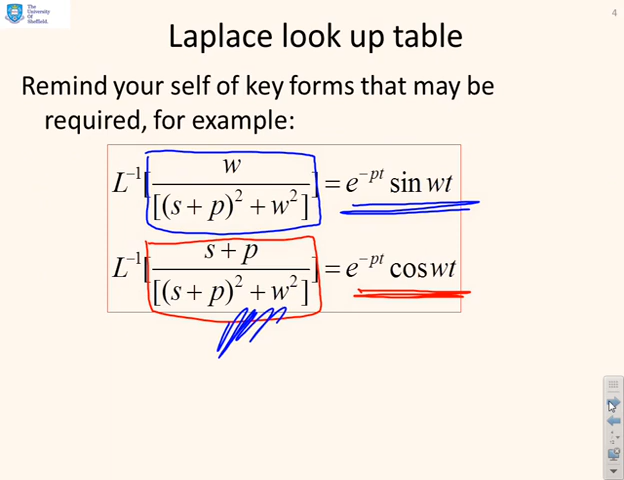 The
University
Of
Sheffield.
4
Laplace look up table
Remind your self of key forms that may be
required, for example:
L⁻¹[ w / [(s + p)² + w²] ] = e^{-pt} sin wt
L⁻¹[ s + p / [(s + p)² + w²] ] = e^{-pt} cos wt